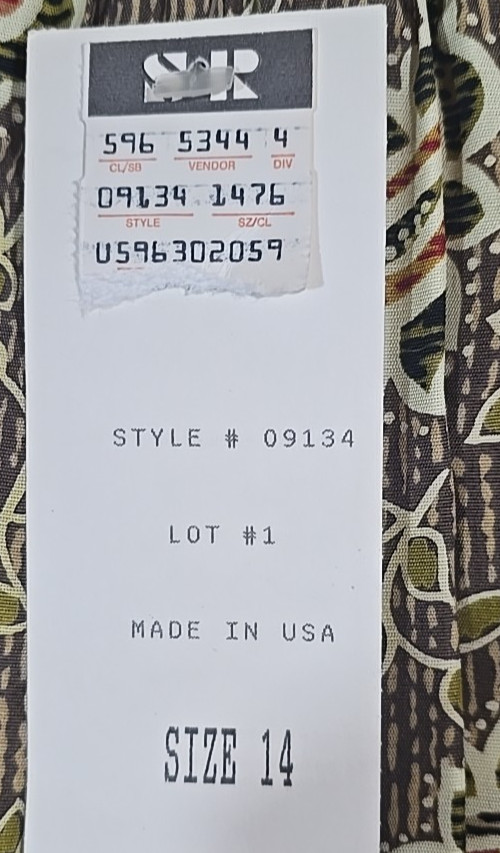 596 5344 4
CL/SB VENDOR DIV
09134 1476
STYLE SZ/CL
U596302059
STYLE # 09134
LOT #1
MADE IN USA
SIZE 14